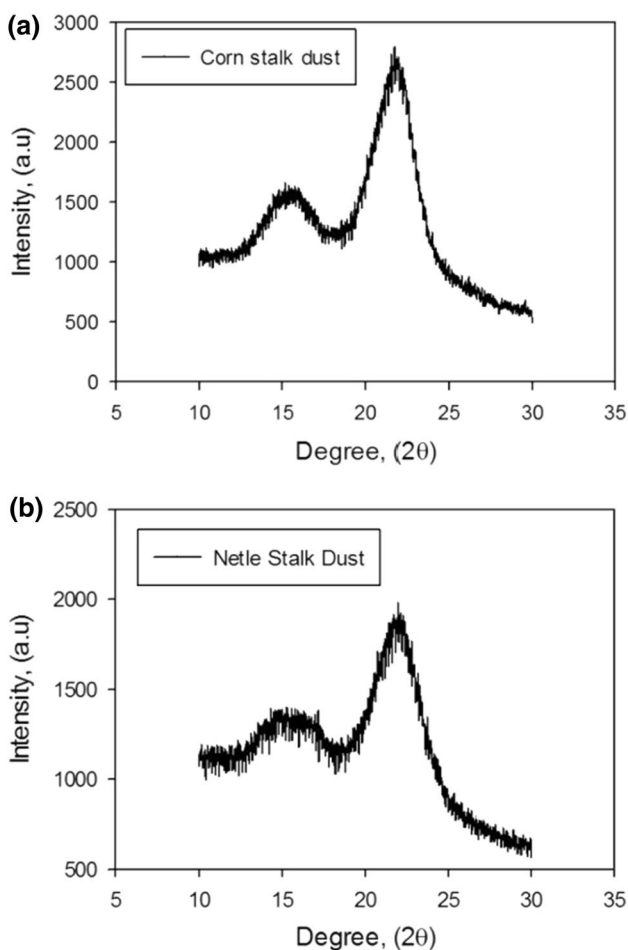 (a)
3000
2500
2000
1500
1000
500
0
Corn stalk dust
Intensity, (a.u)
5 10 15 20 25 30 35
Degree, (2θ)
(b)
2500
2000
1500
1000
500
Netle Stalk Dust
Intensity, (a.u)
5 10 15 20 25 30 35
Degree, (2θ)